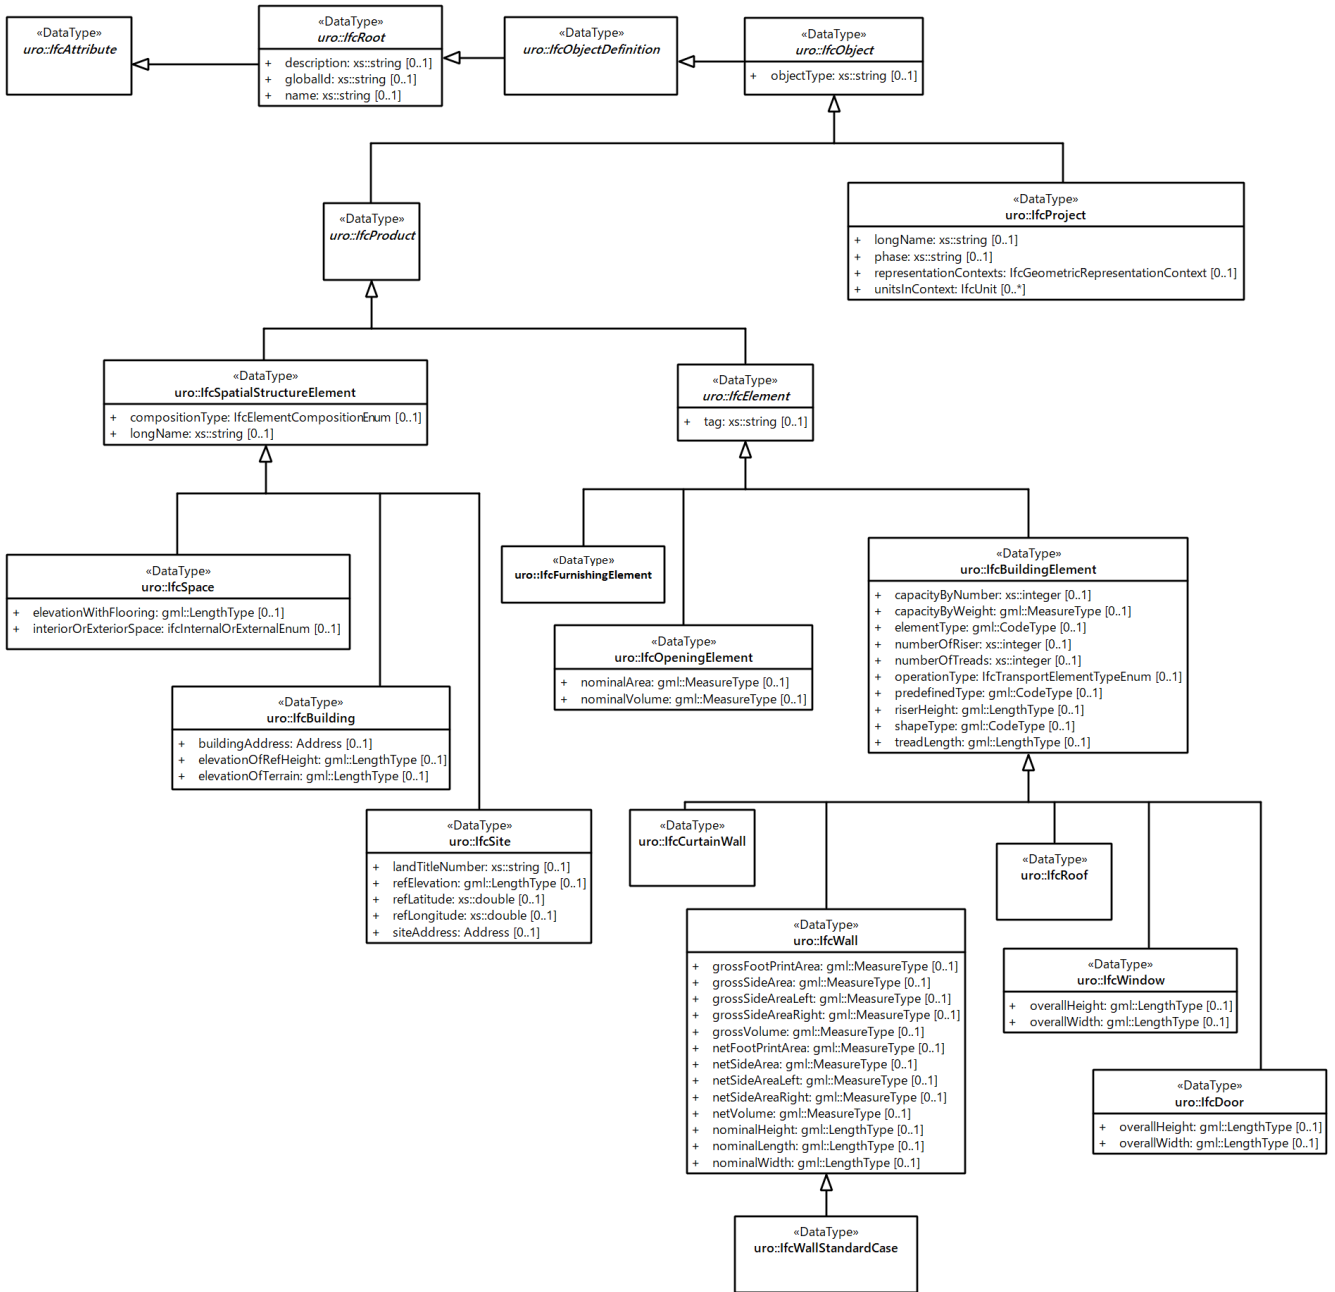 «DataType»
uro::IfcAttribute
«DataType»
uro::IfcRoot
+ description: xs::string [0..1]
+ globalId: xs::string [0..1]
+ name: xs::string [0..1]
«DataType»
uro::IfcObjectDefinition
«DataType»
uro::IfcObject
+ objectType: xs::string [0..1]
«DataType»
uro::IfcProduct
«DataType»
uro::IfcProject
+ longName: xs::string [0..1]
+ phase: xs::string [0..1]
+ representationContexts: IfcGeometricRepresentationContext [0..1]
+ unitsInContext: IfcUnit [0..*]
«DataType»
uro::IfcSpatialStructureElement
+ compositionType: IfcElementCompositionEnum [0..1]
+ longName: xs::string [0..1]
«DataType»
uro::IfcElement
+ tag: xs::string [0..1]
«DataType»
uro::IfcSpace
+ elevationWithFlooring: gml::LengthType [0..1]
+ interiorOrExteriorSpace: ifcInternalOrExternalEnum [0..1]
«DataType»
uro::IfcFurnishingElement
«DataType»
uro::IfcOpeningElement
+ nominalArea: gml::MeasureType [0..1]
+ nominalVolume: gml::MeasureType [0..1]
«DataType»
uro::IfcBuildingElement
+ capacityByNumber: xs::integer [0..1]
+ capacityByWeight: gml::MeasureType [0..1]
+ elementType: gml::CodeType [0..1]
+ numberOfRiser: xs::integer [0..1]
+ numberOfTreads: xs::integer [0..1]
+ operationType: IfcTransportElementTypeEnum [0..1]
+ predefinedType: gml::CodeType [0..1]
+ riserHeight: gml::LengthType [0..1]
+ shapeType: gml::CodeType [0..1]
+ treadLength: gml::LengthType [0..1]
«DataType»
uro::IfcBuilding
+ buildingAddress: Address [0..1]
+ elevationOfRefHeight: gml::LengthType [0..1]
+ elevationOfTerrain: gml::LengthType [0..1]
«DataType»
uro::IfcSite
+ landTitleNumber: xs::string [0..1]
+ refElevation: gml::LengthType [0..1]
+ refLatitude: xs::double [0..1]
+ refLongitude: xs::double [0..1]
+ siteAddress: Address [0..1]
«DataType»
uro::IfcCurtainWall
«DataType»
uro::IfcRoof
«DataType»
uro::IfcWall
+ grossFootPrintArea: gml::MeasureType [0..1]
+ grossSideArea: gml::MeasureType [0..1]
+ grossSideAreaLeft: gml::MeasureType [0..1]
+ grossSideAreaRight: gml::MeasureType [0..1]
+ grossVolume: gml::MeasureType [0..1]
+ netFootPrintArea: gml::MeasureType [0..1]
+ netSideArea: gml::MeasureType [0..1]
+ netSideAreaLeft: gml::MeasureType [0..1]
+ netSideAreaRight: gml::MeasureType [0..1]
+ netVolume: gml::MeasureType [0..1]
+ nominalHeight: gml::LengthType [0..1]
+ nominalLength: gml::LengthType [0..1]
+ nominalWidth: gml::LengthType [0..1]
«DataType»
uro::IfcWindow
+ overallHeight: gml::LengthType [0..1]
+ overallWidth: gml::LengthType [0..1]
«DataType»
uro::IfcDoor
+ overallHeight: gml::LengthType [0..1]
+ overallWidth: gml::LengthType [0..1]
«DataType»
uro::IfcWallStandardCase